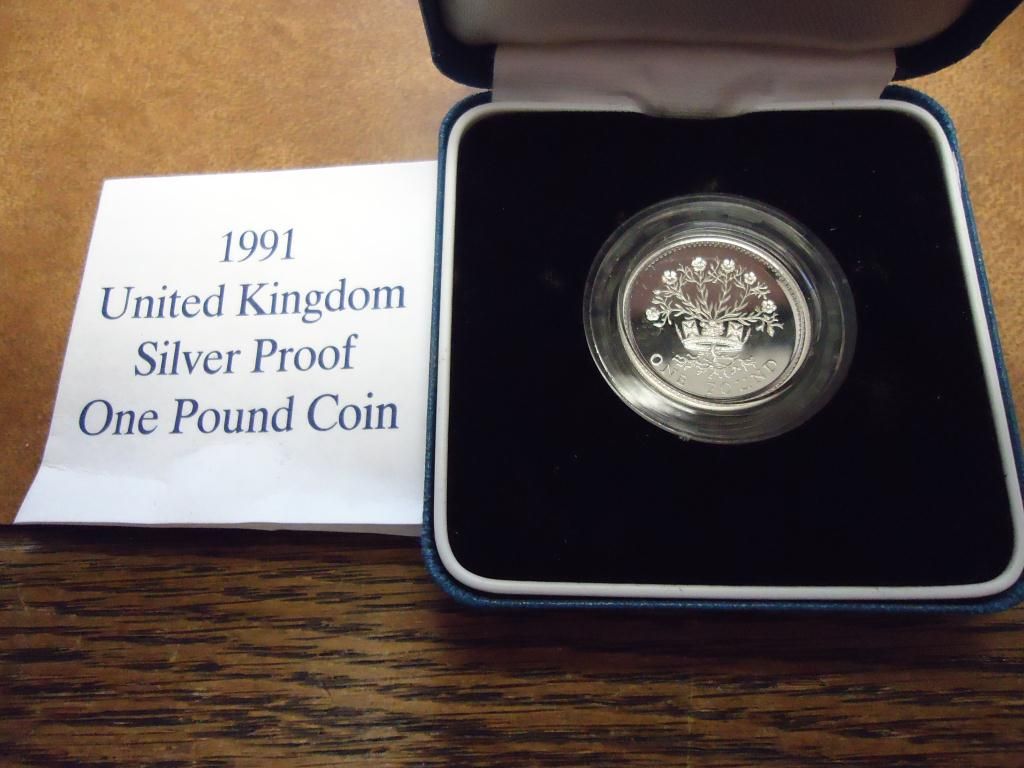 1991
United Kingdom
Silver Proof
One Pound Coin
ONE POUND